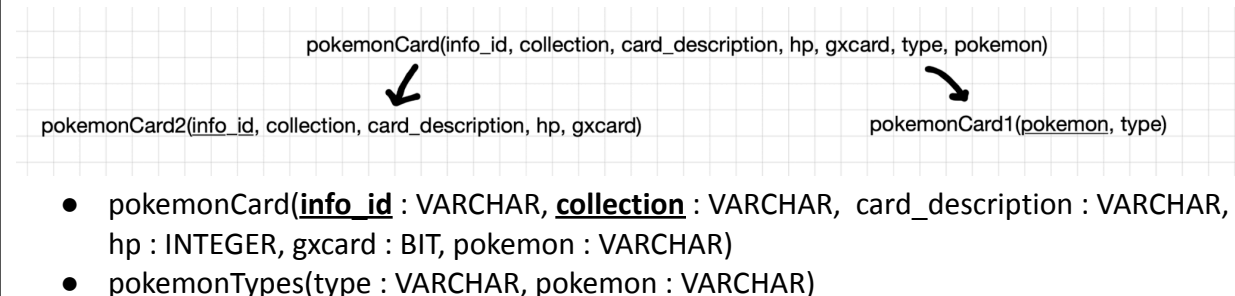 pokemonCard(info_id, collection, card_description, hp, gxcard, type, pokemon)
pokemonCard2(info_id, collection, card_description, hp, gxcard)
pokemonCard1(pokemon, type)
● pokemonCard(info_id : VARCHAR, collection : VARCHAR, card_description : VARCHAR,
hp : INTEGER, gxcard : BIT, pokemon : VARCHAR)
● pokemonTypes(type : VARCHAR, pokemon : VARCHAR)